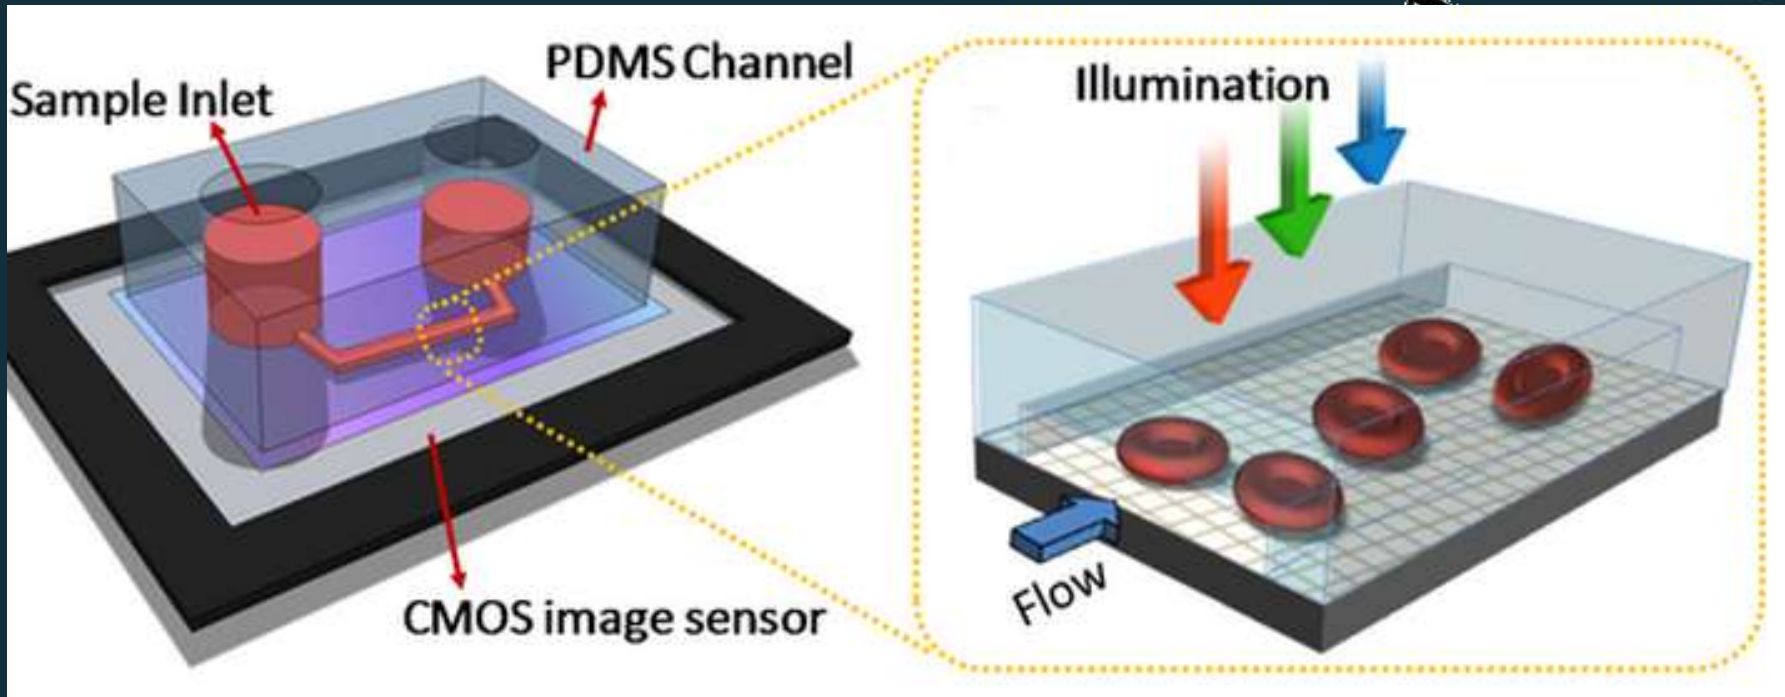 Sample Inlet
PDMS Channel
CMOS image sensor
Illumination
Flow